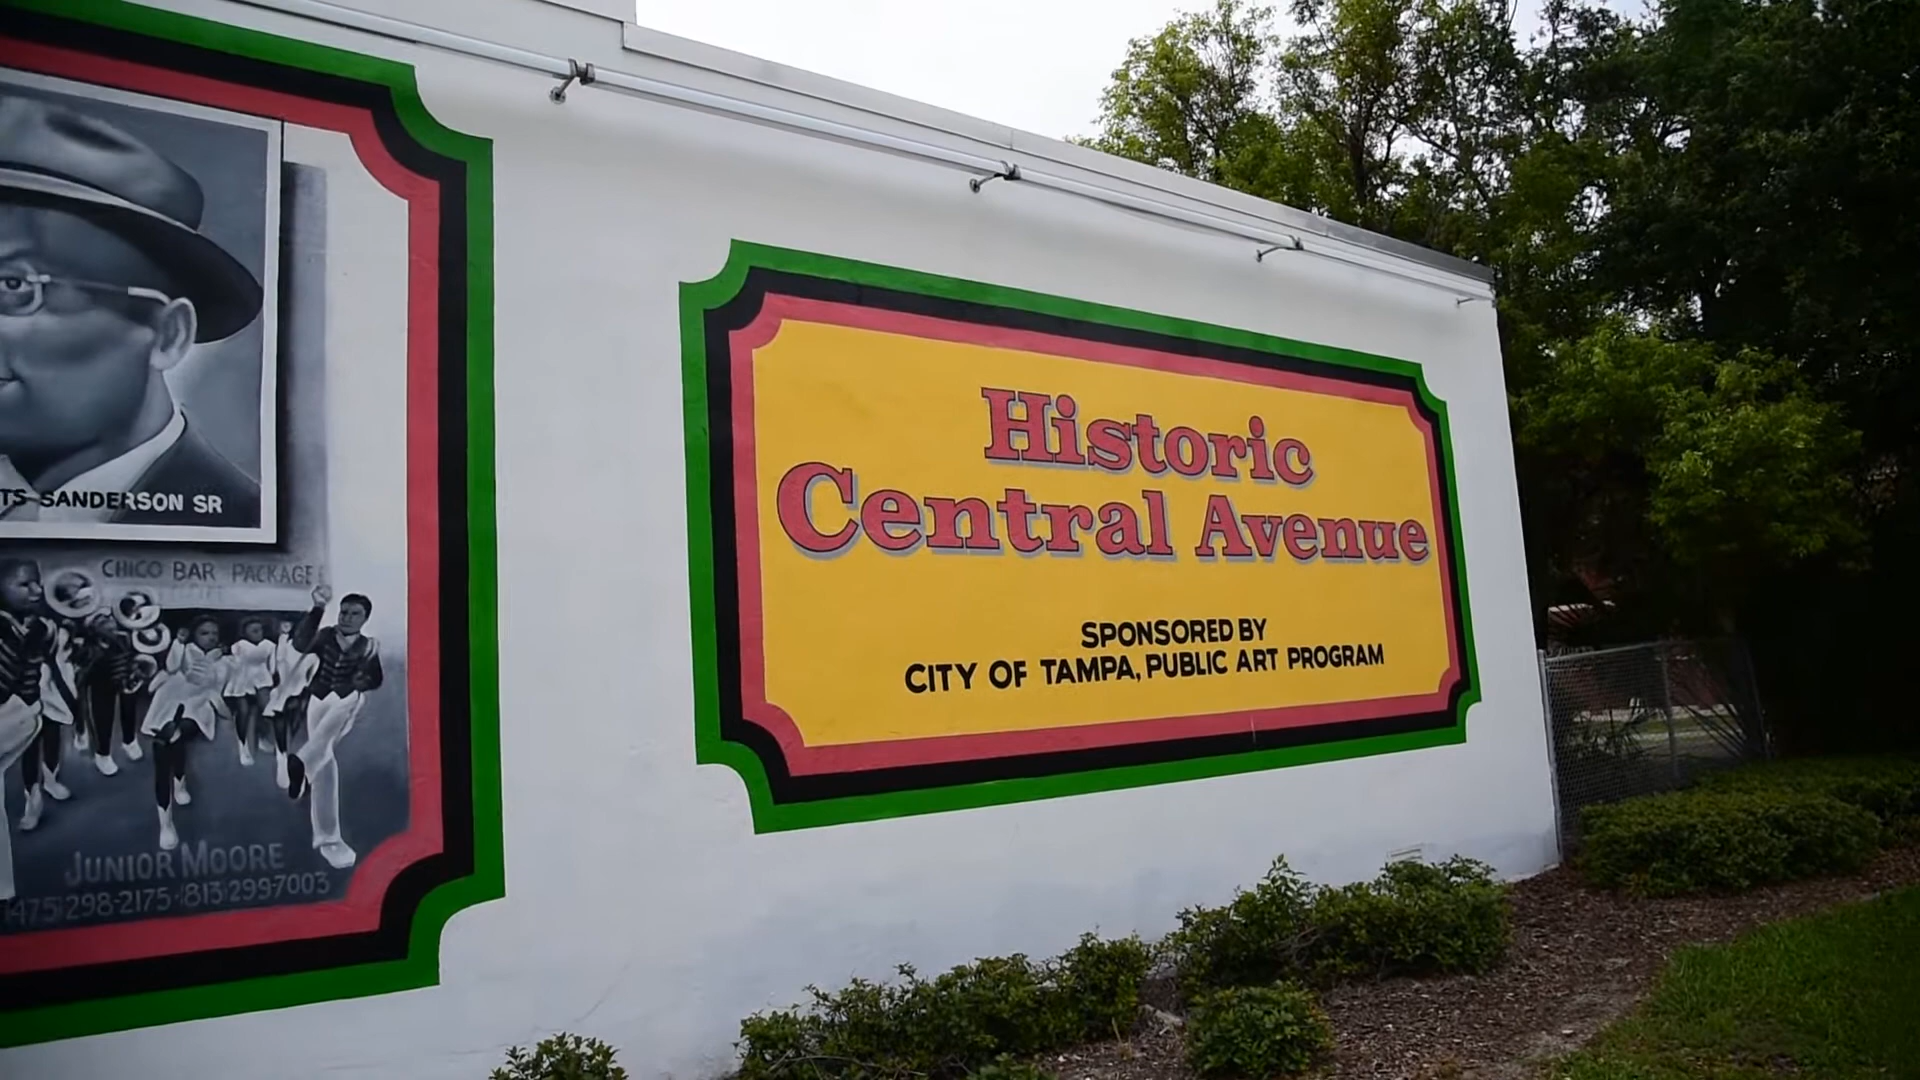 TS SANDERSON SR
CHICO BAR PACKAGE
JUNIOR MOORE
(475)298-2175 (813)299-7003
Historic
Central Avenue
SPONSORED BY
CITY OF TAMPA, PUBLIC ART PROGRAM